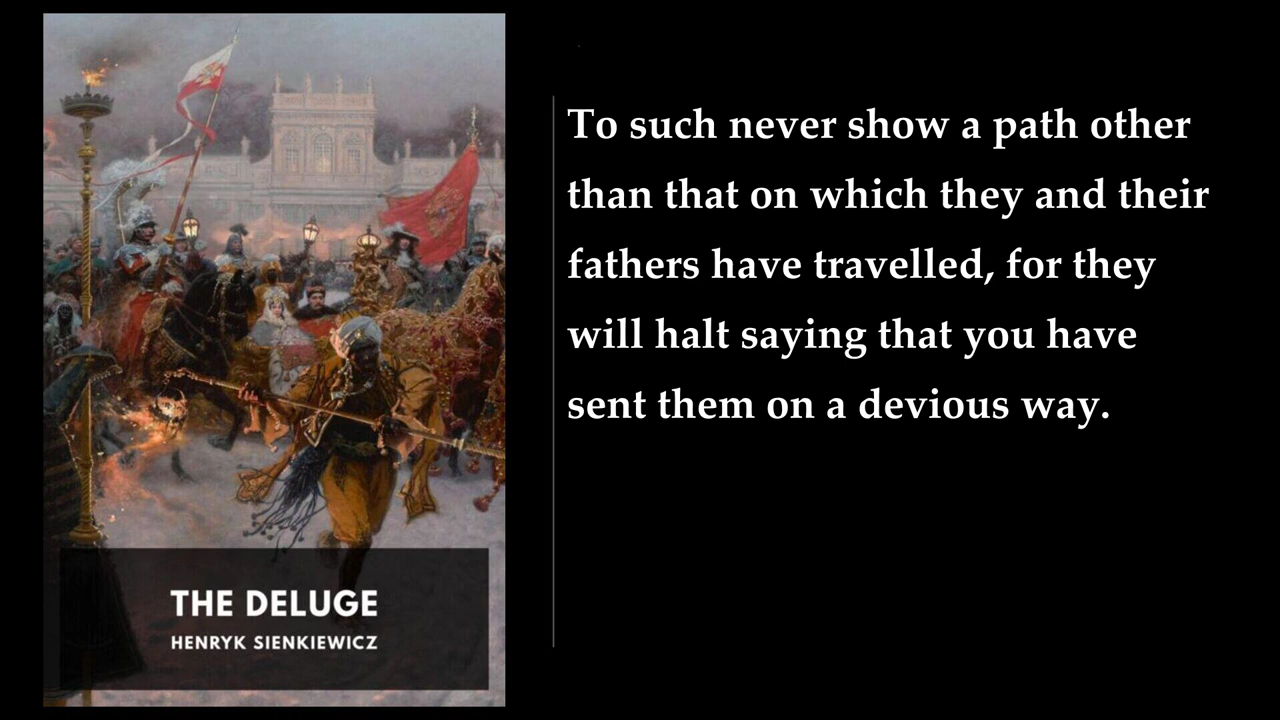 To such never show a path other
than that on which they and their
fathers have travelled, for they
will halt saying that you have
sent them on a devious way.
THE DELUGE
HENRYK SIENKIEWICZ